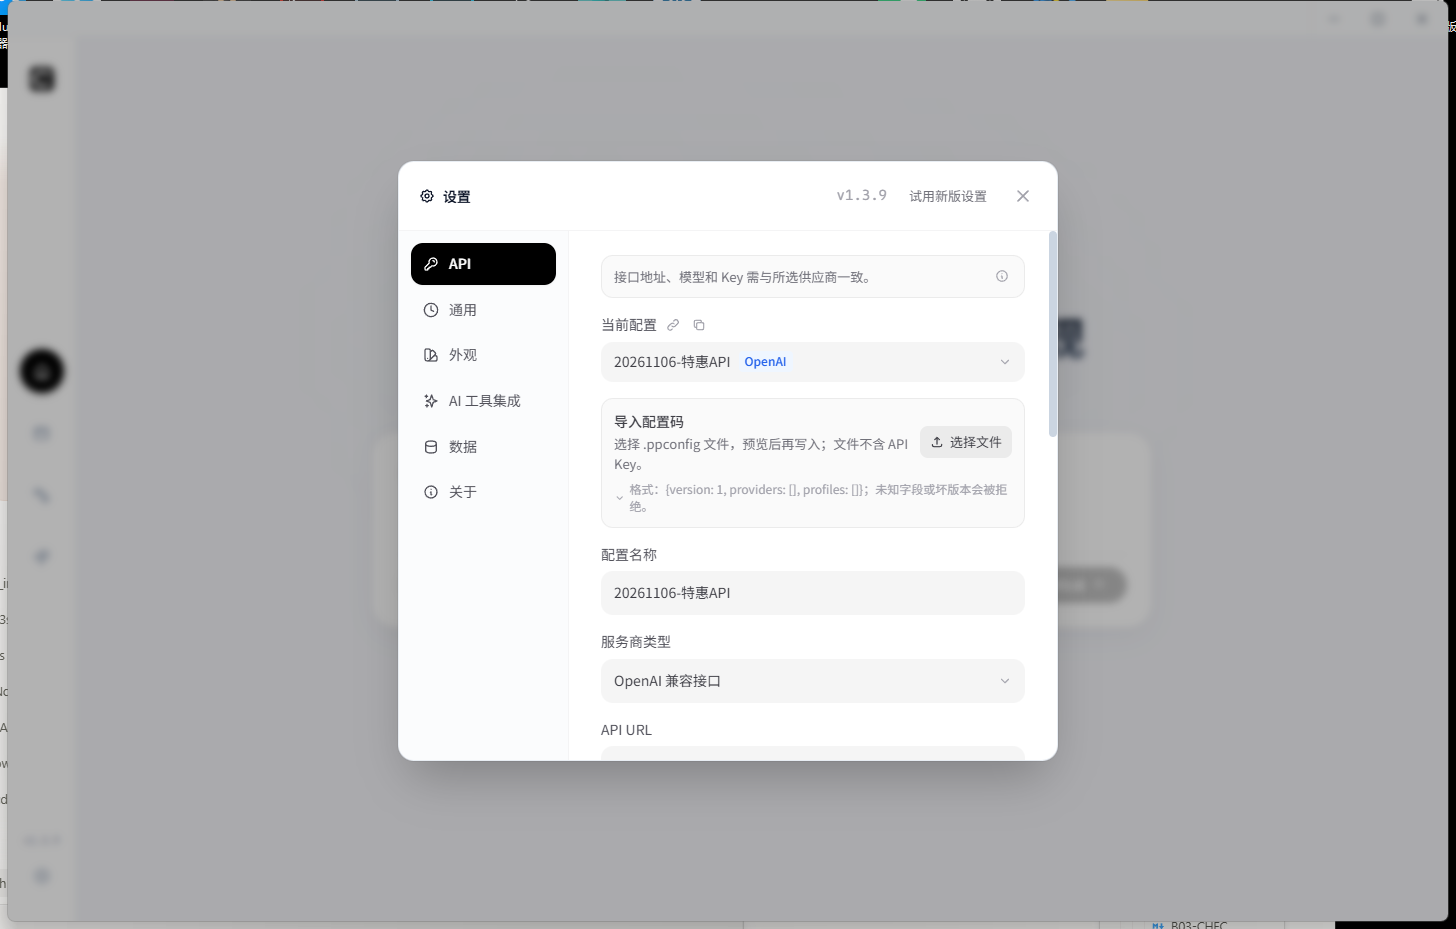 设置
v1.3.9
试用新版设置
API
通用
外观
AI 工具集成
数据
关于
接口地址、模型和 Key 需与所选供应商一致。
当前配置
20261106-特惠API OpenAI
导入配置码
选择 .ppconfig 文件，预览后再写入；文件不含 API
Key。
选择文件
格式：{version: 1, providers: [], profiles: []}；未知字段或坏版本会被拒
绝。
配置名称
20261106-特惠API
服务商类型
OpenAI 兼容接口
API URL